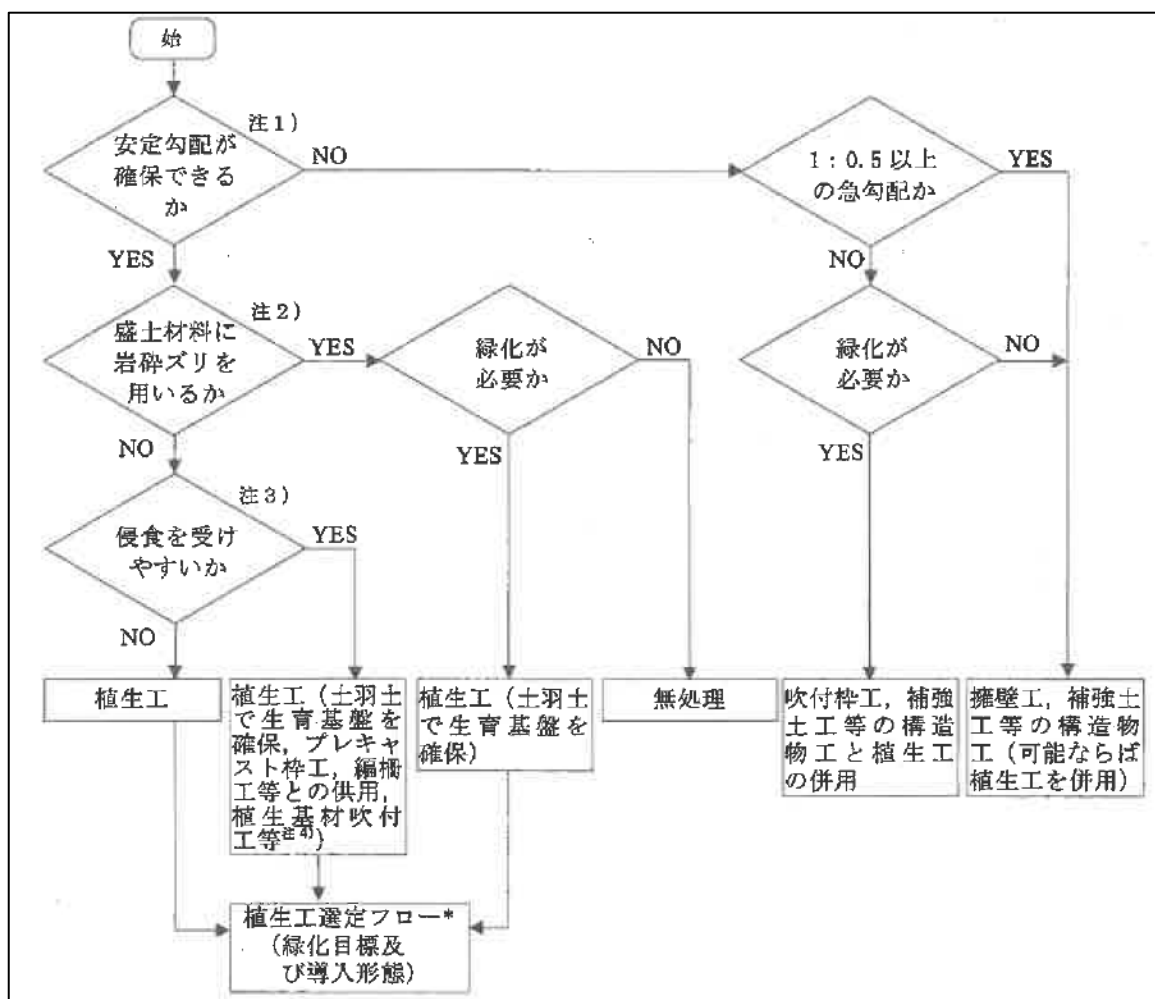 始
注1)
安定勾配が
確保できる
か
NO
1:0.5以上
の急勾配か
YES
YES
NO
注2)
盛土材料に
岩砕ズリを
用いるか
YES
緑化が
必要か
NO
緑化が
必要か
NO
NO
YES
YES
注3)
侵食を受け
やすいか
YES
NO
植生工
植生工(土羽土
で生育基盤を
確保,プレキャ
スト枠工,編柵
工等との供用,
植生基材吹付
工等注4))
植生工(土羽土
で生育基盤を
確保)
無処理
吹付枠工,補強
土工等の構造
物工と植生工
の併用
擁壁工,補強土
工等の構造物
工(可能ならば
植生工を併用)
植生工選定フロー*
(緑化目標及
び導入形態)